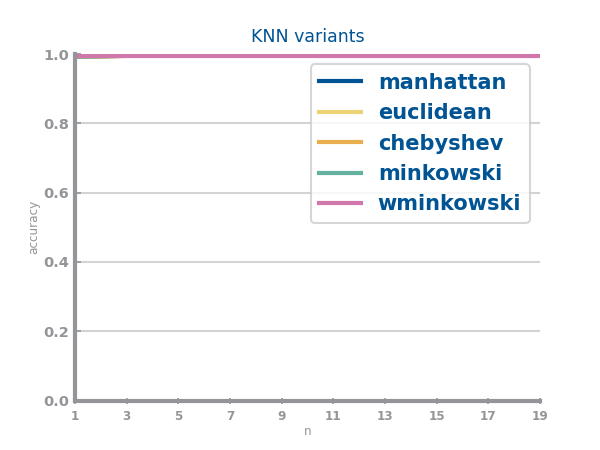 KNN variants
1.0
0.8
0.6
0.4
0.2
0.0
accuracy
manhattan
euclidean
chebyshev
minkowski
wminkowski
1 3 5 7 9 11 13 15 17 19
n